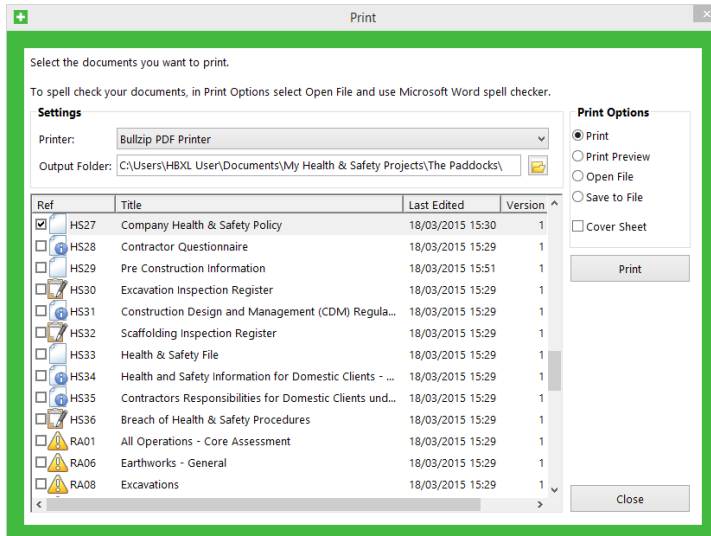 Print
Select the documents you want to print.
To spell check your documents, in Print Options select Open File and use Microsoft Word spell checker.
Settings
Printer: Bullzip PDF Printer
Output Folder: C:\Users\HBXL User\Documents\My Health & Safety Projects\The Paddocks\
Ref Title Last Edited Version
HS27 Company Health & Safety Policy 18/03/2015 15:30 1
HS28 Contractor Questionnaire 18/03/2015 15:29 1
HS29 Pre Construction Information 18/03/2015 15:51 1
HS30 Excavation Inspection Register 18/03/2015 15:29 1
HS31 Construction Design and Management (CDM) Regula... 18/03/2015 15:29 1
HS32 Scaffolding Inspection Register 18/03/2015 15:29 1
HS33 Health & Safety File 18/03/2015 15:29 1
HS34 Health and Safety Information for Domestic Clients - ... 18/03/2015 15:29 1
HS35 Contractors Responsibilities for Domestic Clients und... 18/03/2015 15:29 1
HS36 Breach of Health & Safety Procedures 18/03/2015 15:29 1
RA01 All Operations - Core Assessment 18/03/2015 15:29 1
RA06 Earthworks - General 18/03/2015 15:29 1
RA08 Excavations 18/03/2015 15:29 1
Print Options
Print
Print Preview
Open File
Save to File
Cover Sheet
Print
Close